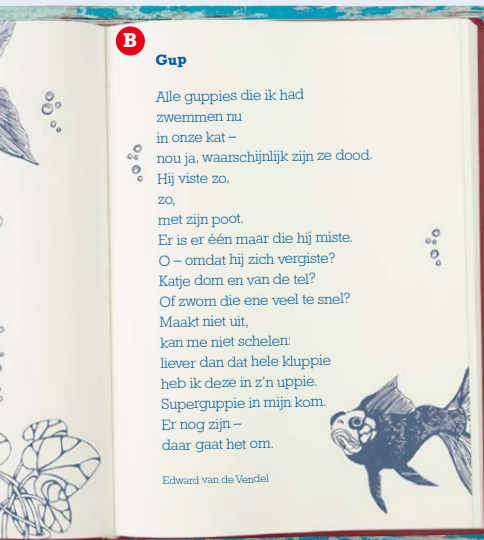 B
Gup
Alle guppies die ik had
zwemmen nu
in onze kat –
nou ja, waarschijnlijk zijn ze dood.
Hij viste zo,
zo,
met zijn poot.
Er is er één maar die hij miste.
O – omdat hij zich vergiste?
Katje dom en van de tel?
Of zwom die ene veel te snel?
Maakt niet uit,
kan me niet schelen:
liever dan dat hele kluppie
heb ik deze in z'n uppie.
Superguppie in mijn kom.
Er nog zijn –
daar gaat het om.
Edward van de Vendel